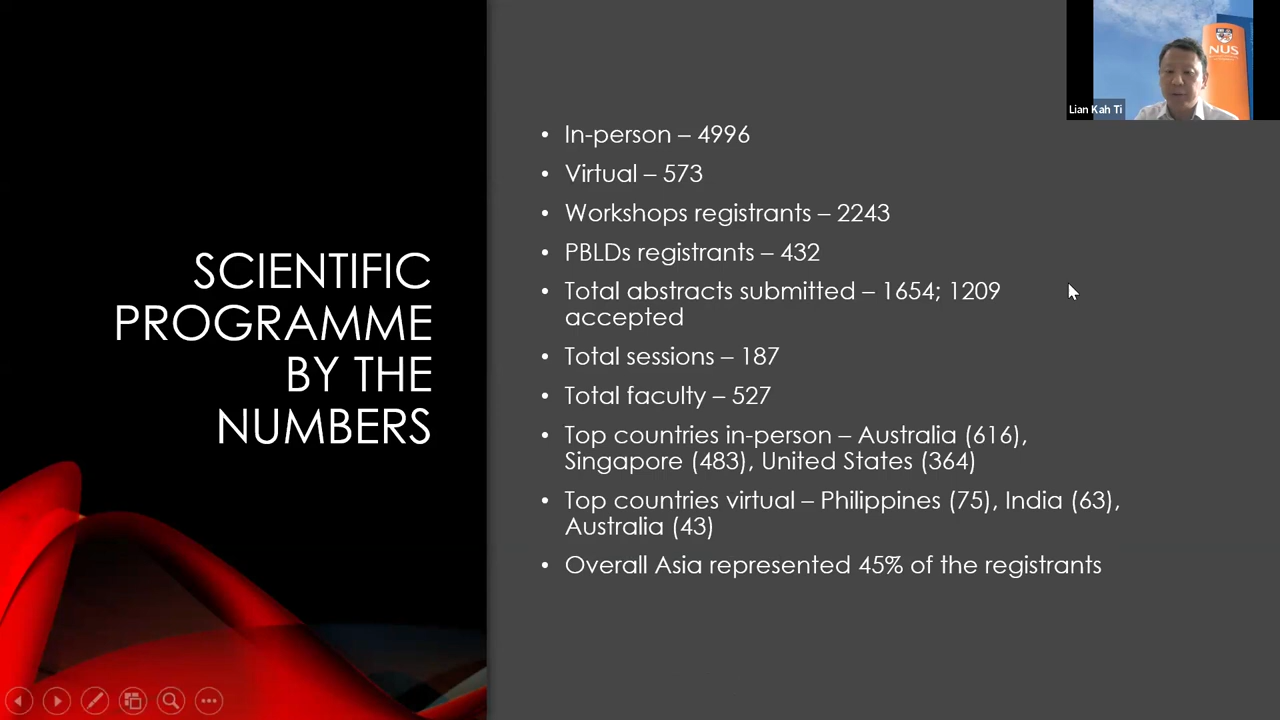 NUS
Lian Kah Ti
SCIENTIFIC
PROGRAMME
BY THE
NUMBERS
• In-person – 4996
• Virtual – 573
• Workshops registrants – 2243
• PBLDs registrants – 432
• Total abstracts submitted – 1654; 1209
accepted
• Total sessions – 187
• Total faculty – 527
• Top countries in-person – Australia (616),
Singapore (483), United States (364)
• Top countries virtual – Philippines (75), India (63),
Australia (43)
• Overall Asia represented 45% of the registrants